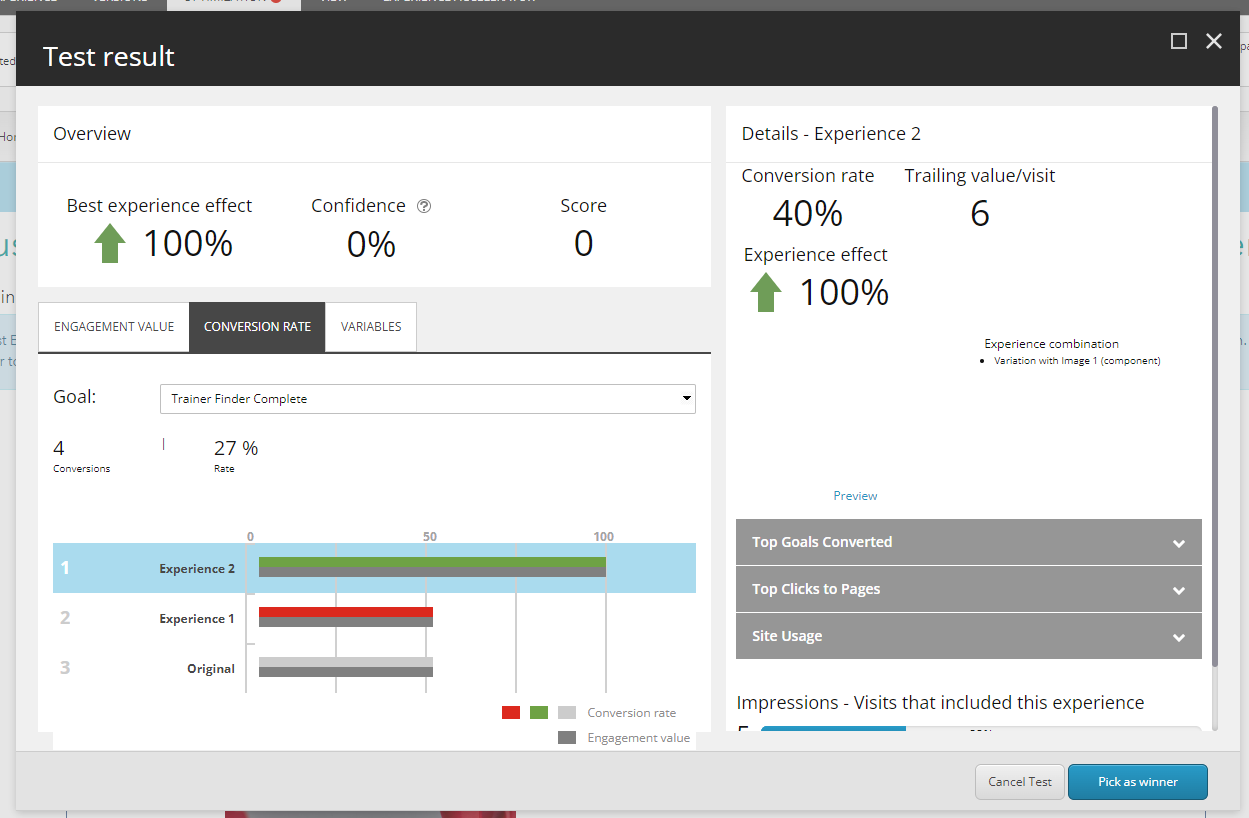 Test result
Overview
Best experience effect
100%
Confidence ?
0%
Score
0
ENGAGEMENT VALUE
CONVERSION RATE
VARIABLES
Goal:
Trainer Finder Complete
4
Conversions
27 %
Rate
0 50 100
1 Experience 2
2 Experience 1
3 Original
Conversion rate
Engagement value
Details - Experience 2
Conversion rate
40%
Trailing value/visit
6
Experience effect
100%
Experience combination
Variation with Image 1 (component)
Preview
Top Goals Converted
Top Clicks to Pages
Site Usage
Impressions - Visits that included this experience
Cancel Test
Pick as winner